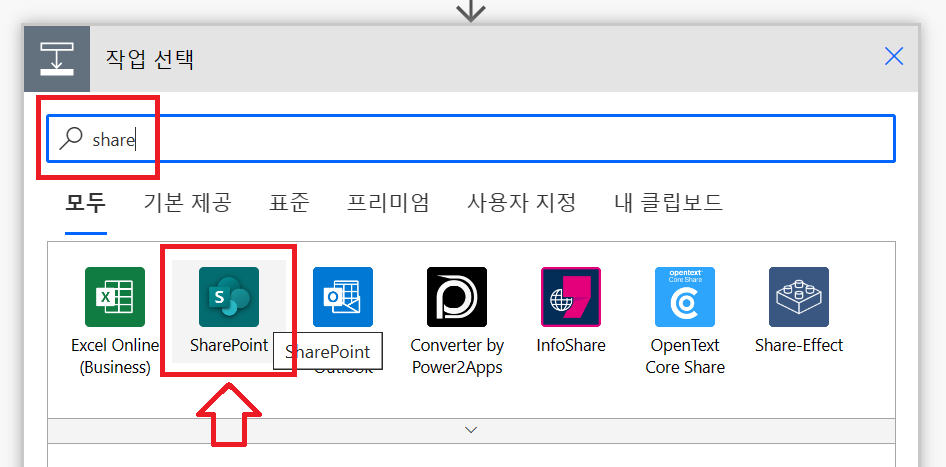 작업 선택
share
모두 기본 제공 표준 프리미엄 사용자 지정 내 클립보드
opentext
Core Share
Excel Online
(Business)
SharePoint
SharePoint
Outlook
Converter by
Power2Apps
InfoShare
OpenText
Core Share
Share-Effect